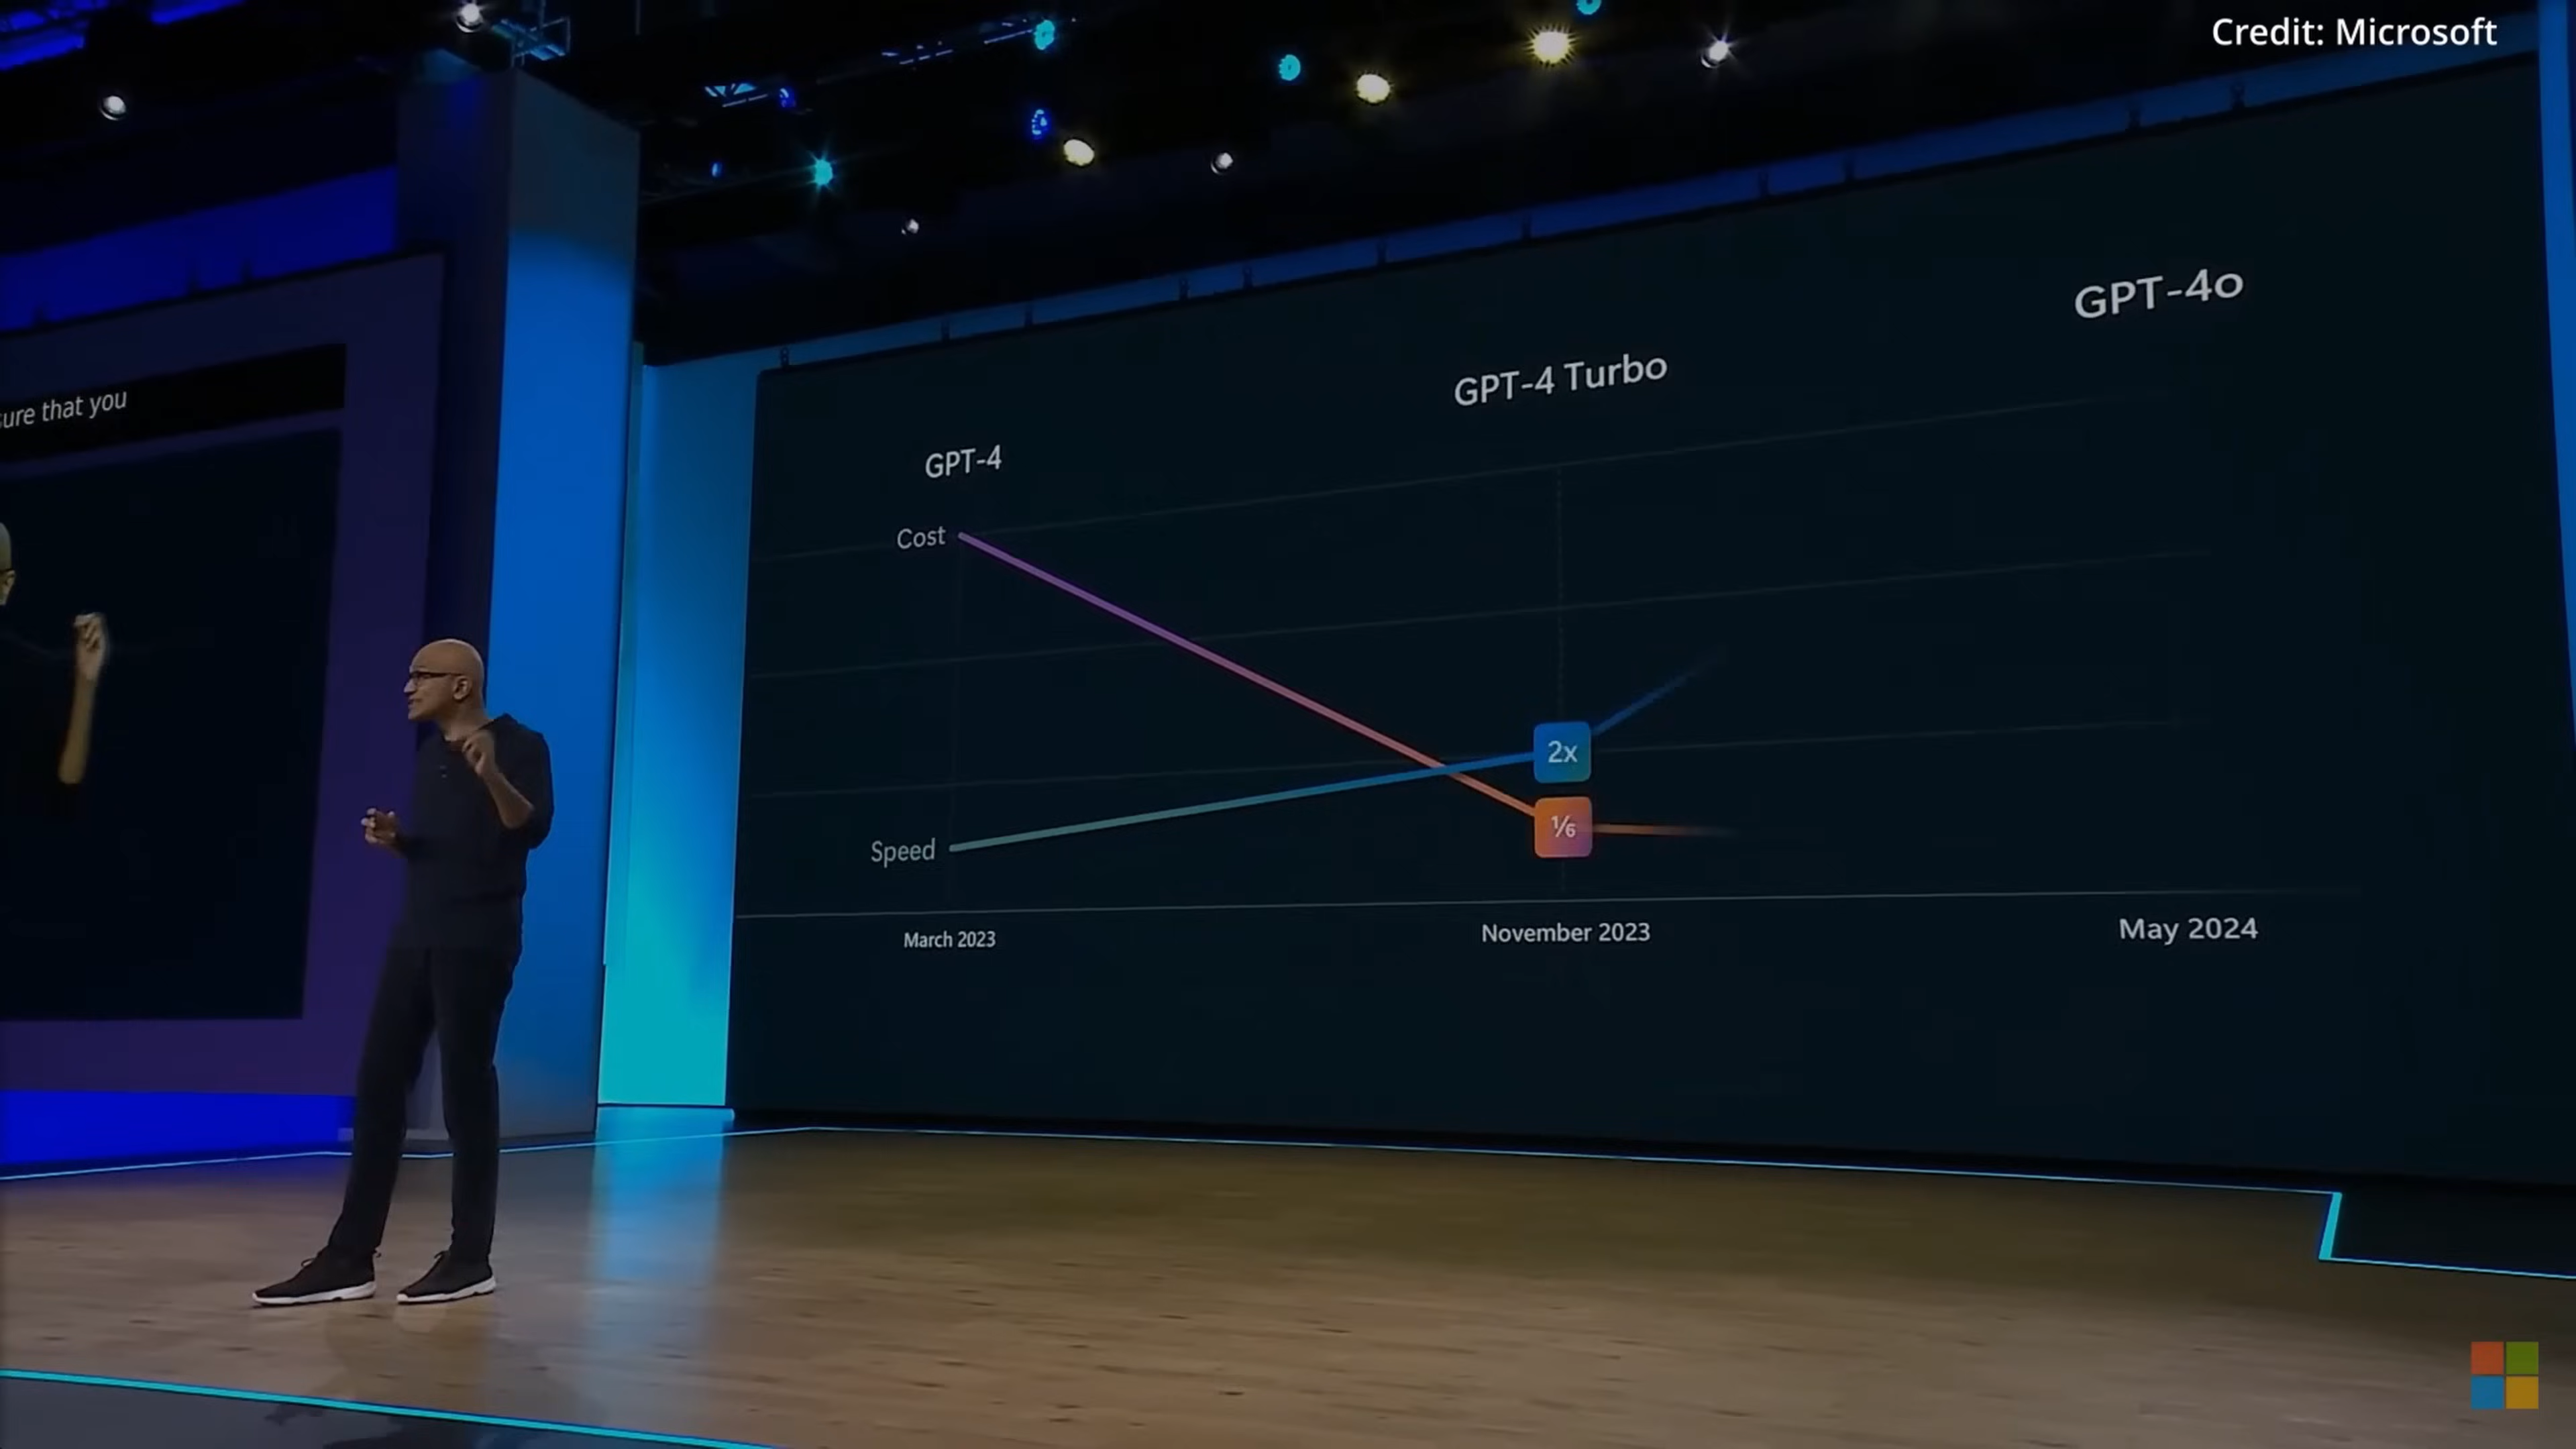 Credit: Microsoft
sure that you
GPT-4
GPT-4 Turbo
GPT-4o
Cost
Speed
2x
⅙
March 2023
November 2023
May 2024